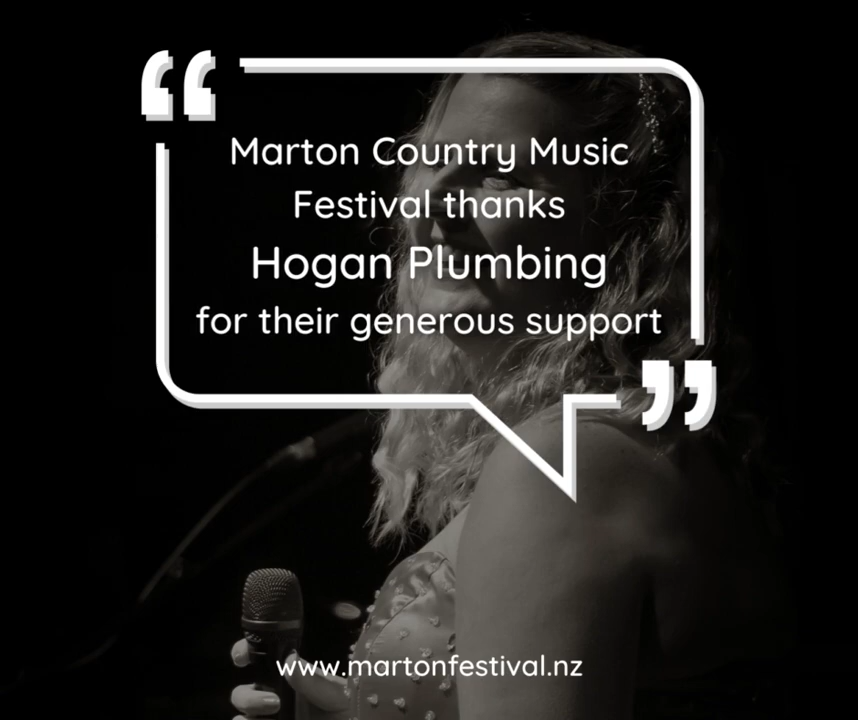 Marton Country Music
Festival thanks
Hogan Plumbing
for their generous support
www.martonfestival.nz